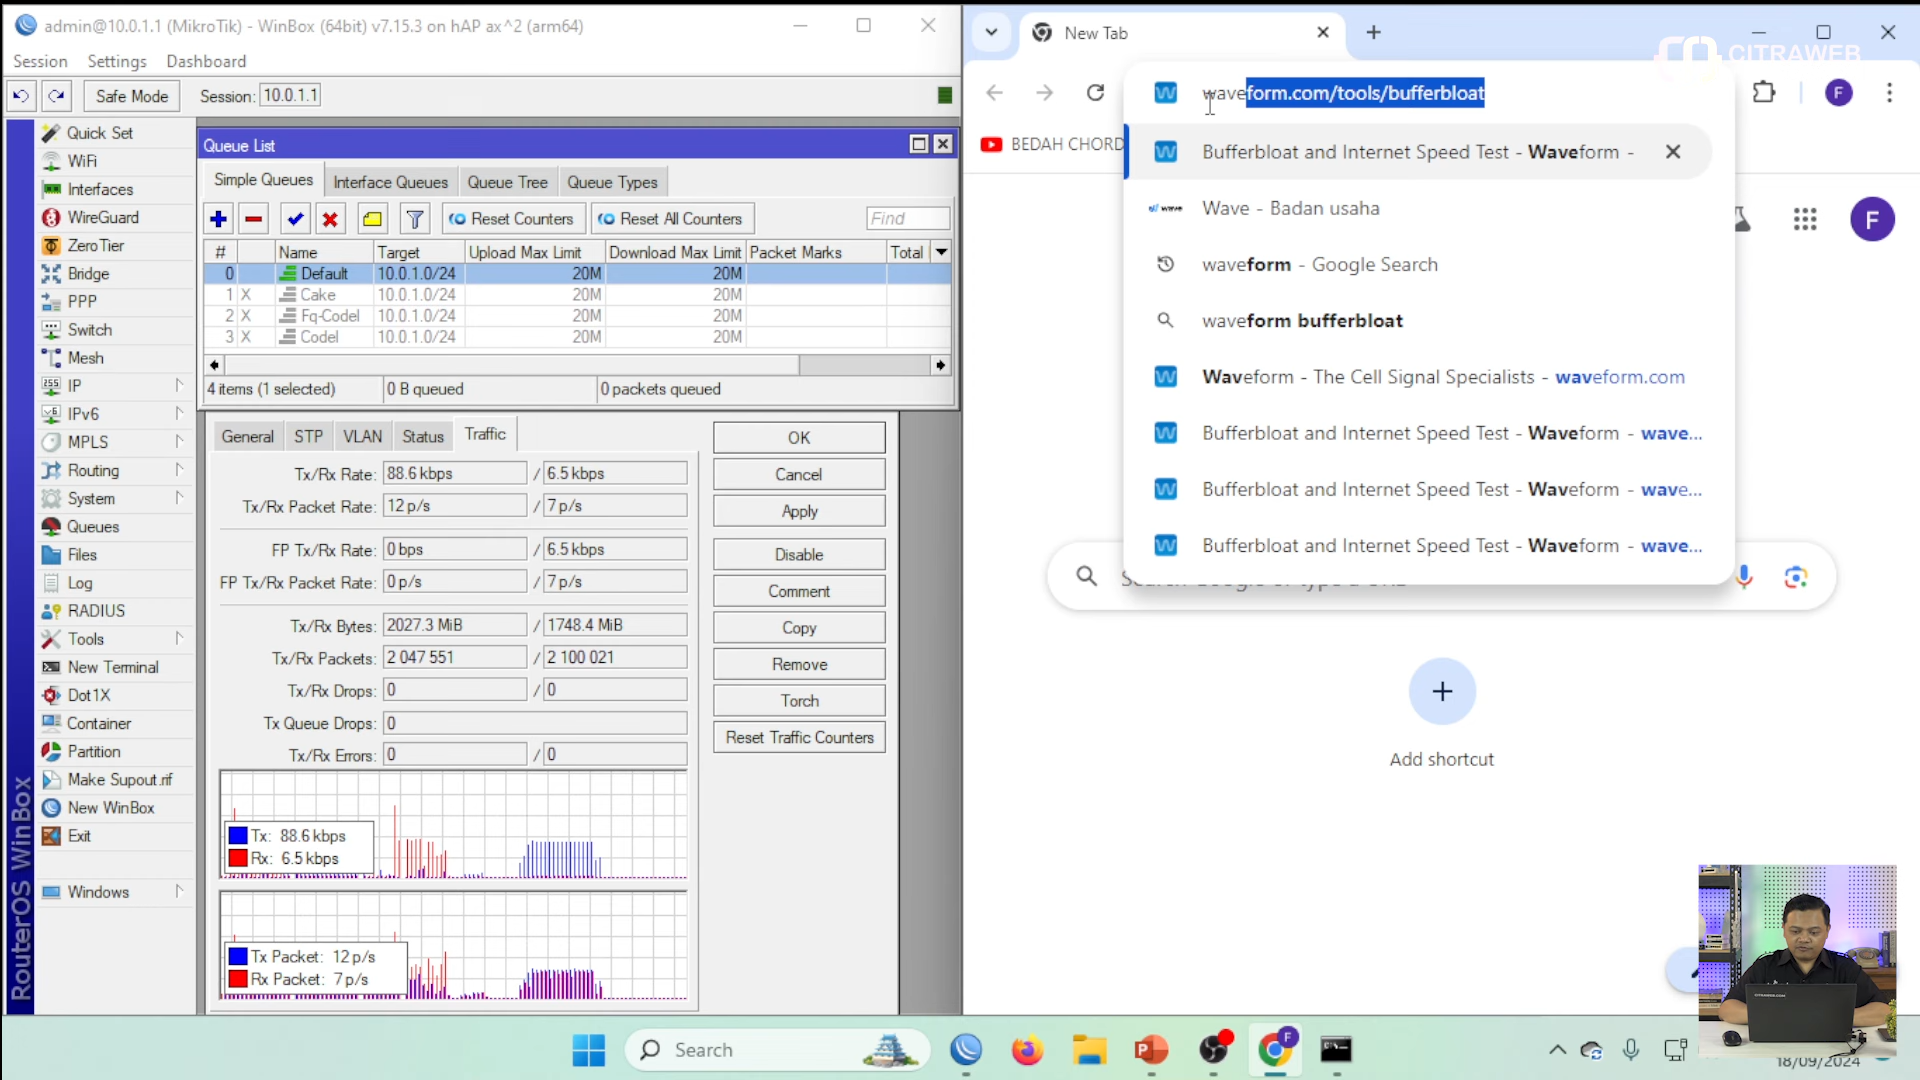 admin@10.0.1.1 (MikroTik) - WinBox (64bit) v7.15.3 on hAP ax^2 (arm64)
Session Settings Dashboard
Safe Mode Session: 10.0.1.1
RouterOS WinBox
Quick Set
WiFi
Interfaces
WireGuard
ZeroTier
Bridge
PPP
Switch
Mesh
IP
IPv6
MPLS
Routing
System
Queues
Files
Log
RADIUS
Tools
New Terminal
Dot1X
Container
Partition
Make Supout.rif
New WinBox
Exit
Windows
Queue List
Simple Queues Interface Queues Queue Tree Queue Types
Reset Counters Reset All Counters Find
# Name Target Upload Max Limit Download Max Limit Packet Marks Total
0 Default 10.0.1.0/24 20M 20M
1 X Cake 10.0.1.0/24 20M 20M
2 X Fq-Codel 10.0.1.0/24 20M 20M
3 X Codel 10.0.1.0/24 20M 20M
4 items (1 selected) 0 B queued 0 packets queued
General STP VLAN Status Traffic
Tx/Rx Rate: 88.6 kbps / 6.5 kbps
Tx/Rx Packet Rate: 12 p/s / 7 p/s
FP Tx/Rx Rate: 0 bps / 6.5 kbps
FP Tx/Rx Packet Rate: 0 p/s / 7 p/s
Tx/Rx Bytes: 2027.3 MiB / 1748.4 MiB
Tx/Rx Packets: 2 047 551 / 2 100 021
Tx/Rx Drops: 0 / 0
Tx Queue Drops: 0
Tx/Rx Errors: 0 / 0
Tx: 88.6 kbps
Rx: 6.5 kbps
Tx Packet: 12 p/s
Rx Packet: 7 p/s
OK
Cancel
Apply
Disable
Comment
Copy
Remove
Torch
Reset Traffic Counters
New Tab
CITRAWEB
waveform.com/tools/bufferbloat
F
BEDAH CHORD
Bufferbloat and Internet Speed Test - Waveform -
Wave - Badan usaha
waveform - Google Search
waveform bufferbloat
Waveform - The Cell Signal Specialists - waveform.com
Bufferbloat and Internet Speed Test - Waveform - wave...
Bufferbloat and Internet Speed Test - Waveform - wave...
Bufferbloat and Internet Speed Test - Waveform - wave...
F
Add shortcut
Search
18/09/2024